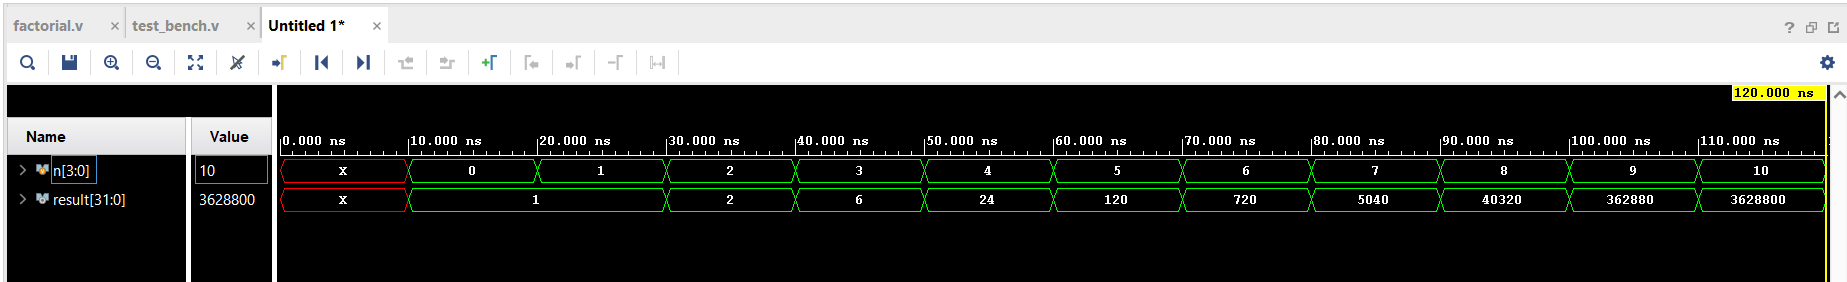 factorial.v × test_bench.v × Untitled 1* × ?
120.000 ns
Name Value
0.000 ns 10.000 ns 20.000 ns 30.000 ns 40.000 ns 50.000 ns 60.000 ns 70.000 ns 80.000 ns 90.000 ns 100.000 ns 110.000 ns
n[3:0] 10 X 0 1 2 3 4 5 6 7 8 9 10
result[31:0] 3628800 X 1 2 6 24 120 720 5040 40320 362880 3628800